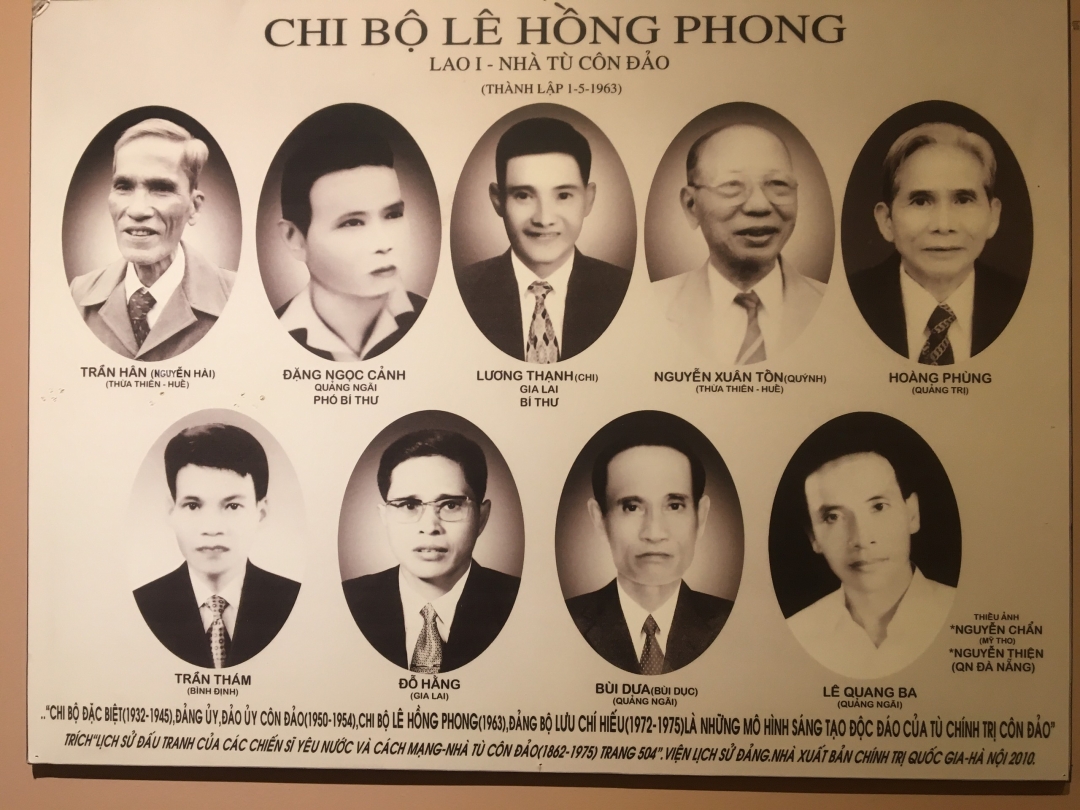 CHI BỘ LÊ HỒNG PHONG
LAO I - NHÀ TÙ CÔN ĐẢO
(THÀNH LẬP 1-5-1963)
TRẦN HÂN (NGUYỄN HẢI)
(THỪA THIÊN - HUẾ)
ĐẶNG NGỌC CẢNH
QUẢNG NGÃI
PHÓ BÍ THƯ
LƯƠNG THẠNH(CHI)
GIA LAI
BÍ THƯ
NGUYỄN XUÂN TỒN(QUỲNH)
(THỪA THIÊN - HUẾ)
HOÀNG PHÙNG
(QUẢNG TRỊ)
TRẦN THÁM
(BÌNH ĐỊNH)
ĐỖ HẰNG
(GIA LAI)
BÙI DƯA(BÙI DỤC)
(QUẢNG NGÃI)
LÊ QUANG BA
(QUẢNG NGÃI)
THIẾU ẢNH
*NGUYỄN CHẨN
(MỸ THO)
*NGUYỄN THIỆN
(QN ĐÀ NẴNG)
.."CHI BỘ ĐẶC BIỆT(1932-1945),ĐẢNG ỦY,ĐẢO ỦY CÔN ĐẢO(1950-1954),CHI BỘ LÊ HỒNG PHONG(1963),ĐẢNG BỘ LƯU CHÍ HIẾU(1972-1975)LÀ NHỮNG MÔ HÌNH SÁNG TẠO ĐỘC ĐÁO CỦA TÙ CHÍNH TRỊ CÔN ĐẢO"
TRÍCH"LỊCH SỬ ĐẤU TRANH CỦA CÁC CHIẾN SĨ YÊU NƯỚC VÀ CÁCH MẠNG-NHÀ TÙ CÔN ĐẢO(1862-1975) TRANG 504".VIỆN LỊCH SỬ ĐẢNG.NHÀ XUẤT BẢN CHÍNH TRỊ QUỐC GIA-HÀ NỘI 2010.